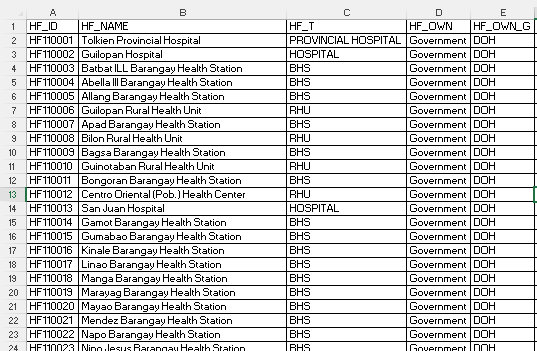 A B C D E
1 HF_ID HF_NAME HF_T HF_OWN HF_OWN_G
2 HF110001 Tolkien Provincial Hospital PROVINCIAL HOSPITAL Government DOH
3 HF110002 Guilopan Hospital HOSPITAL Government DOH
4 HF110003 Batbat ILL Barangay Health Station BHS Government DOH
5 HF110004 Abella III Barangay Health Station BHS Government DOH
6 HF110005 Allang Barangay Health Station BHS Government DOH
7 HF110006 Guilopan Rural Health Unit RHU Government DOH
8 HF110007 Apad Barangay Health Station BHS Government DOH
9 HF110008 Bilon Rural Health Unit RHU Government DOH
10 HF110009 Bagsa Barangay Health Station BHS Government DOH
11 HF110010 Guinotaban Rural Health Unit RHU Government DOH
12 HF110011 Bongoran Barangay Health Station BHS Government DOH
13 HF110012 Centro Oriental (Pob.) Health Center RHU Government DOH
14 HF110013 San Juan Hospital HOSPITAL Government DOH
15 HF110014 Gamot Barangay Health Station BHS Government DOH
16 HF110015 Gumabao Barangay Health Station BHS Government DOH
17 HF110016 Kinale Barangay Health Station BHS Government DOH
18 HF110017 Linao Barangay Health Station BHS Government DOH
19 HF110018 Manga Barangay Health Station BHS Government DOH
20 HF110019 Marayag Barangay Health Station BHS Government DOH
21 HF110020 Mayao Barangay Health Station BHS Government DOH
22 HF110021 Mendez Barangay Health Station BHS Government DOH
23 HF110022 Napo Barangay Health Station BHS Government DOH
24 HF110023 Nino Jesus Barangay Health Station BHS Government DOH